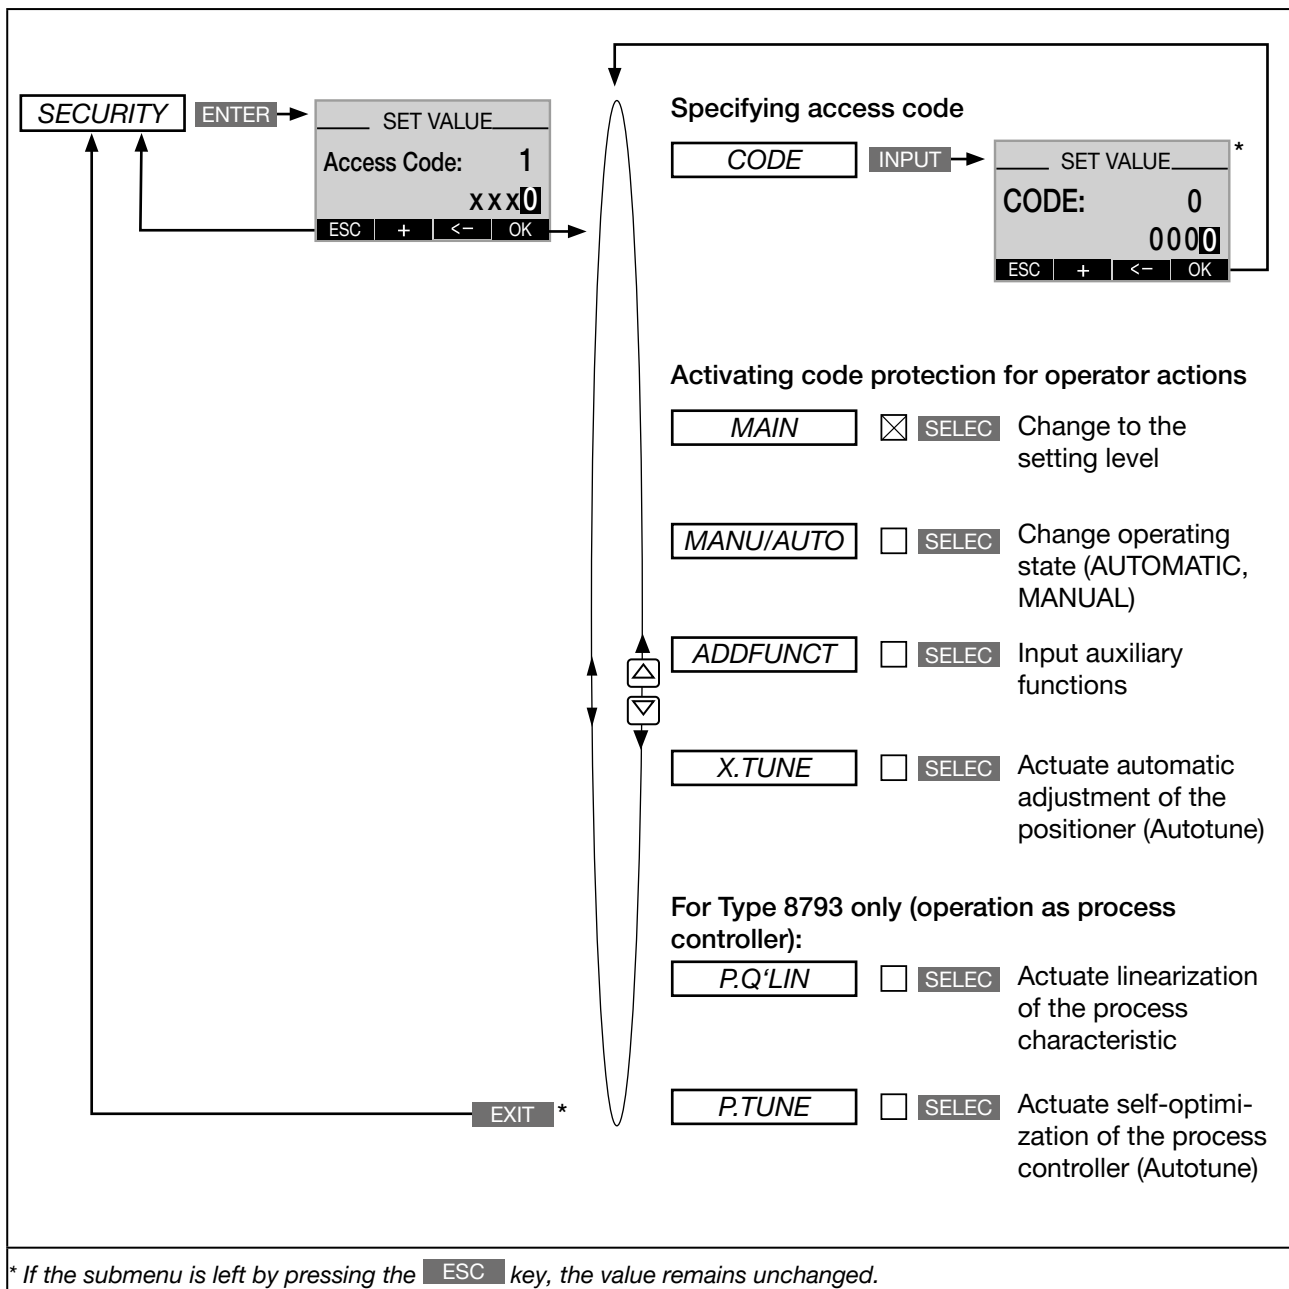 SECURITY ENTER
SET VALUE
Access Code: 1
x x x 0
ESC + <– OK
Specifying access code
CODE INPUT
SET VALUE *
CODE: 0
0000
ESC + <– OK
Activating code protection for operator actions
MAIN SELEC Change to the
setting level
MANU/AUTO SELEC Change operating
state (AUTOMATIC,
MANUAL)
ADDFUNCT SELEC Input auxiliary
functions
X.TUNE SELEC Actuate automatic
adjustment of the
positioner (Autotune)
For Type 8793 only (operation as process
controller):
P.Q‘LIN SELEC Actuate linearization
of the process
characteristic
EXIT *
P.TUNE SELEC Actuate self-optimi-
zation of the process
controller (Autotune)
* If the submenu is left by pressing the ESC key, the value remains unchanged.